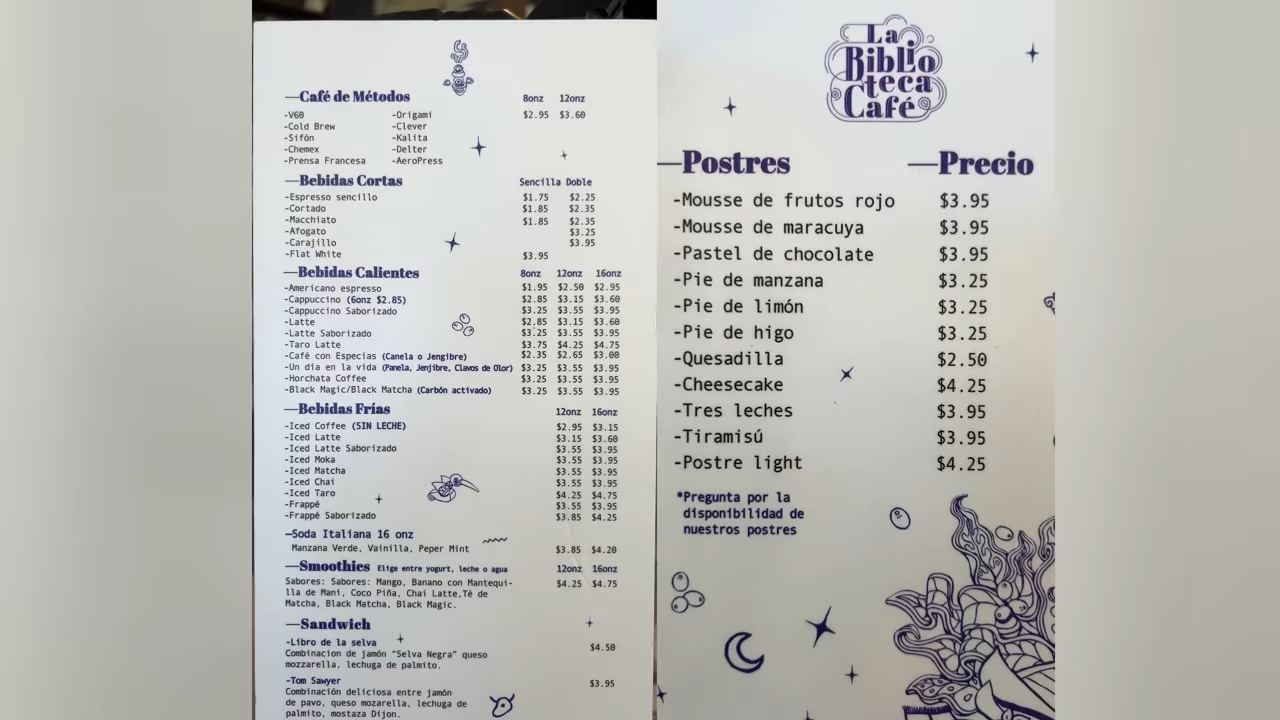 —Café de Métodos 8onz 12onz
-V60 -Origami $2.95 $3.60
-Cold Brew -Clever
-Sifón -Kalita
-Chemex -Delter
-Prensa Francesa -AeroPress
—Bebidas Cortas Sencilla Doble
-Espresso sencillo $1.75 $2.25
-Cortado $1.85 $2.35
-Macchiato $1.85 $2.35
-Afogato $3.25
-Carajillo $3.95
-Flat White $3.95
—Bebidas Calientes 8onz 12onz 16onz
-Americano espresso $1.95 $2.50 $2.95
-Cappuccino (6onz $2.85) $2.85 $3.15 $3.60
-Cappuccino Saborizado $3.25 $3.55 $3.95
-Latte $2.85 $3.15 $3.60
-Latte Saborizado $3.25 $3.55 $3.95
-Taro Latte $3.75 $4.25 $4.75
-Café con Especias (Canela o Jengibre) $2.35 $2.65 $3.00
-Un dia en la vida (Panela, Jenjibre, Clavos de Olor) $3.25 $3.55 $3.95
-Horchata Coffee $3.25 $3.55 $3.95
-Black Magic/Black Matcha (Carbón activado) $3.25 $3.55 $3.95
—Bebidas Frías 12onz 16onz
-Iced Coffee (SIN LECHE) $2.95 $3.15
-Iced Latte $3.15 $3.60
-Iced Latte Saborizado $3.55 $3.95
-Iced Moka $3.55 $3.95
-Iced Matcha $3.55 $3.95
-Iced Chai $3.55 $3.95
-Iced Taro $4.25 $4.75
-Frappé $3.55 $3.95
-Frappé Saborizado $3.85 $4.25
—Soda Italiana 16 onz
Manzana Verde, Vainilla, Peper Mint $3.85 $4.20
—Smoothies Elige entre yogurt, leche o agua 12onz 16onz
Sabores: Sabores: Mango, Banano con Mantequi- $4.25 $4.75
lla de Mani, Coco Piña, Chai Latte,Té de
Matcha, Black Matcha, Black Magic.
—Sandwich
-Libro de la selva
Combinacion de jamón "Selva Negra" queso $4.50
mozzarella, lechuga de palmito.
-Tom Sawyer $3.95
Combinación deliciosa entre jamón
de pavo, queso mozarella, lechuga de
palmito, mostaza Dijon.
La
Biblio
teca
Café
—Postres —Precio
-Mousse de frutos rojo $3.95
-Mousse de maracuya $3.95
-Pastel de chocolate $3.95
-Pie de manzana $3.25
-Pie de limón $3.25
-Pie de higo $3.25
-Quesadilla $2.50
-Cheesecake $4.25
-Tres leches $3.95
-Tiramisú $3.95
-Postre light $4.25
*Pregunta por la
disponibilidad de
nuestros postres